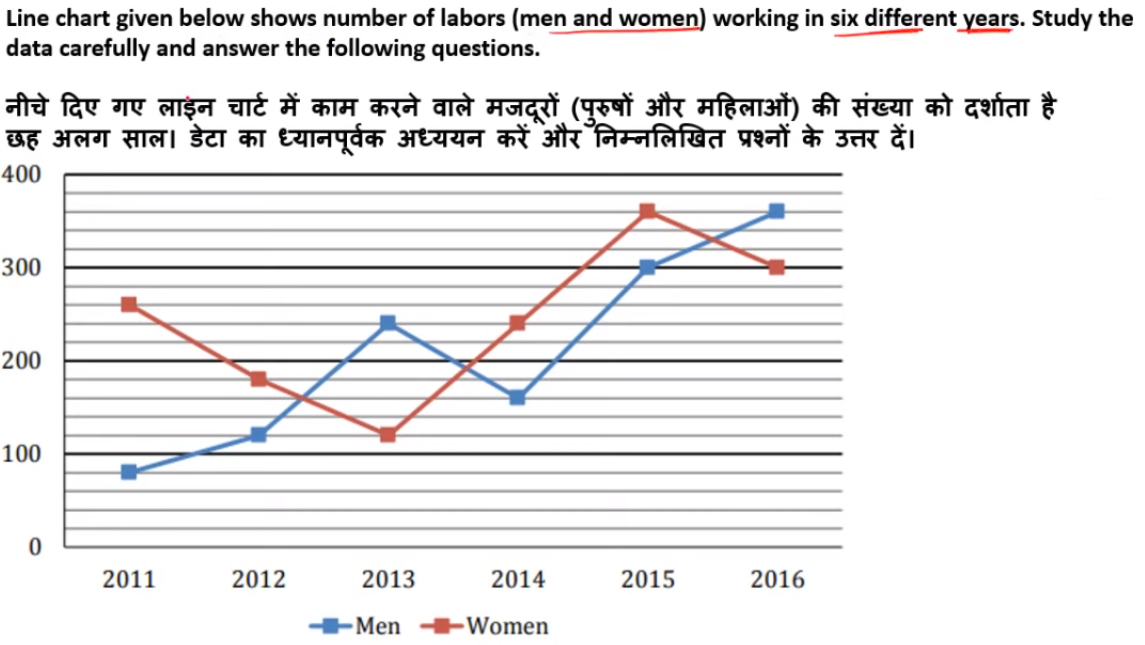 Line chart given below shows number of labors (men and women) working in six different years. Study the
data carefully and answer the following questions.
नीचे दिए गए लाइन चार्ट में काम करने वाले मजदूरों (पुरुषों और महिलाओं) की संख्या को दर्शाता है
छह अलग साल। डेटा का ध्यानपूर्वक अध्ययन करें और निम्नलिखित प्रश्नों के उत्तर दें।
400
300
200
100
0
2011 2012 2013 2014 2015 2016
Men Women